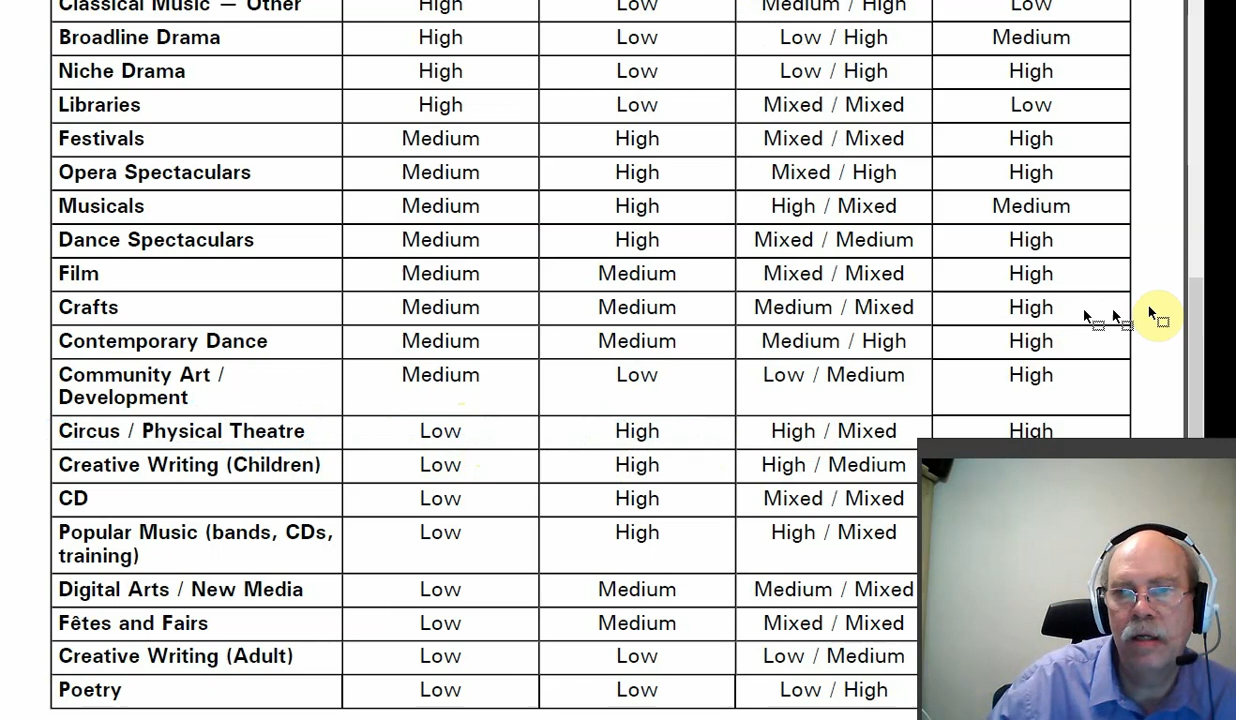 Classical Music — Other High Low Medium / High Low
Broadline Drama High Low Low / High Medium
Niche Drama High Low Low / High High
Libraries High Low Mixed / Mixed Low
Festivals Medium High Mixed / Mixed High
Opera Spectaculars Medium High Mixed / High High
Musicals Medium High High / Mixed Medium
Dance Spectaculars Medium High Mixed / Medium High
Film Medium Medium Mixed / Mixed High
Crafts Medium Medium Medium / Mixed High
Contemporary Dance Medium Medium Medium / High High
Community Art / Medium Low Low / Medium High
Development
Circus / Physical Theatre Low High High / Mixed High
Creative Writing (Children) Low High High / Medium
CD Low High Mixed / Mixed
Popular Music (bands, CDs, Low High High / Mixed
training)
Digital Arts / New Media Low Medium Medium / Mixed
Fêtes and Fairs Low Medium Mixed / Mixed
Creative Writing (Adult) Low Low Low / Medium
Poetry Low Low Low / High